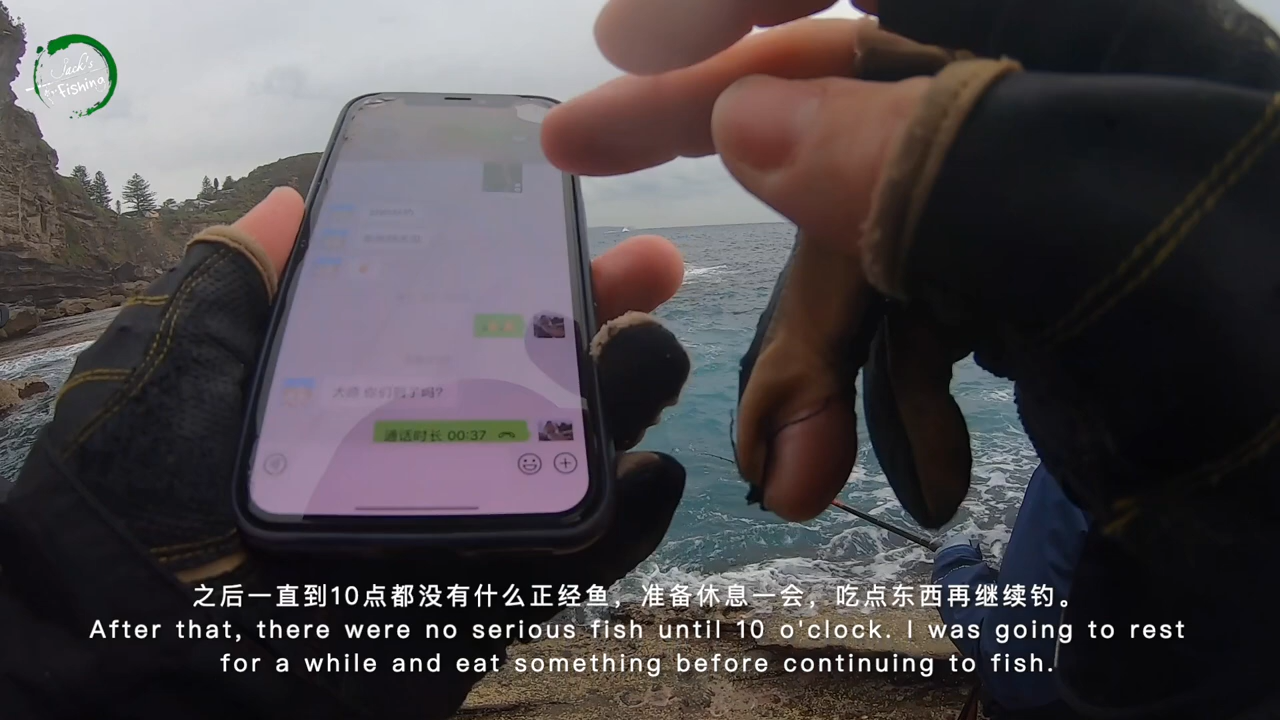 Jack's
fishing
大哥 你们到了吗?
通话时长 00:37
之后一直到10点都没有什么正经鱼，准备休息一会，吃点东西再继续钓。
After that, there were no serious fish until 10 o'clock. I was going to rest
for a while and eat something before continuing to fish.